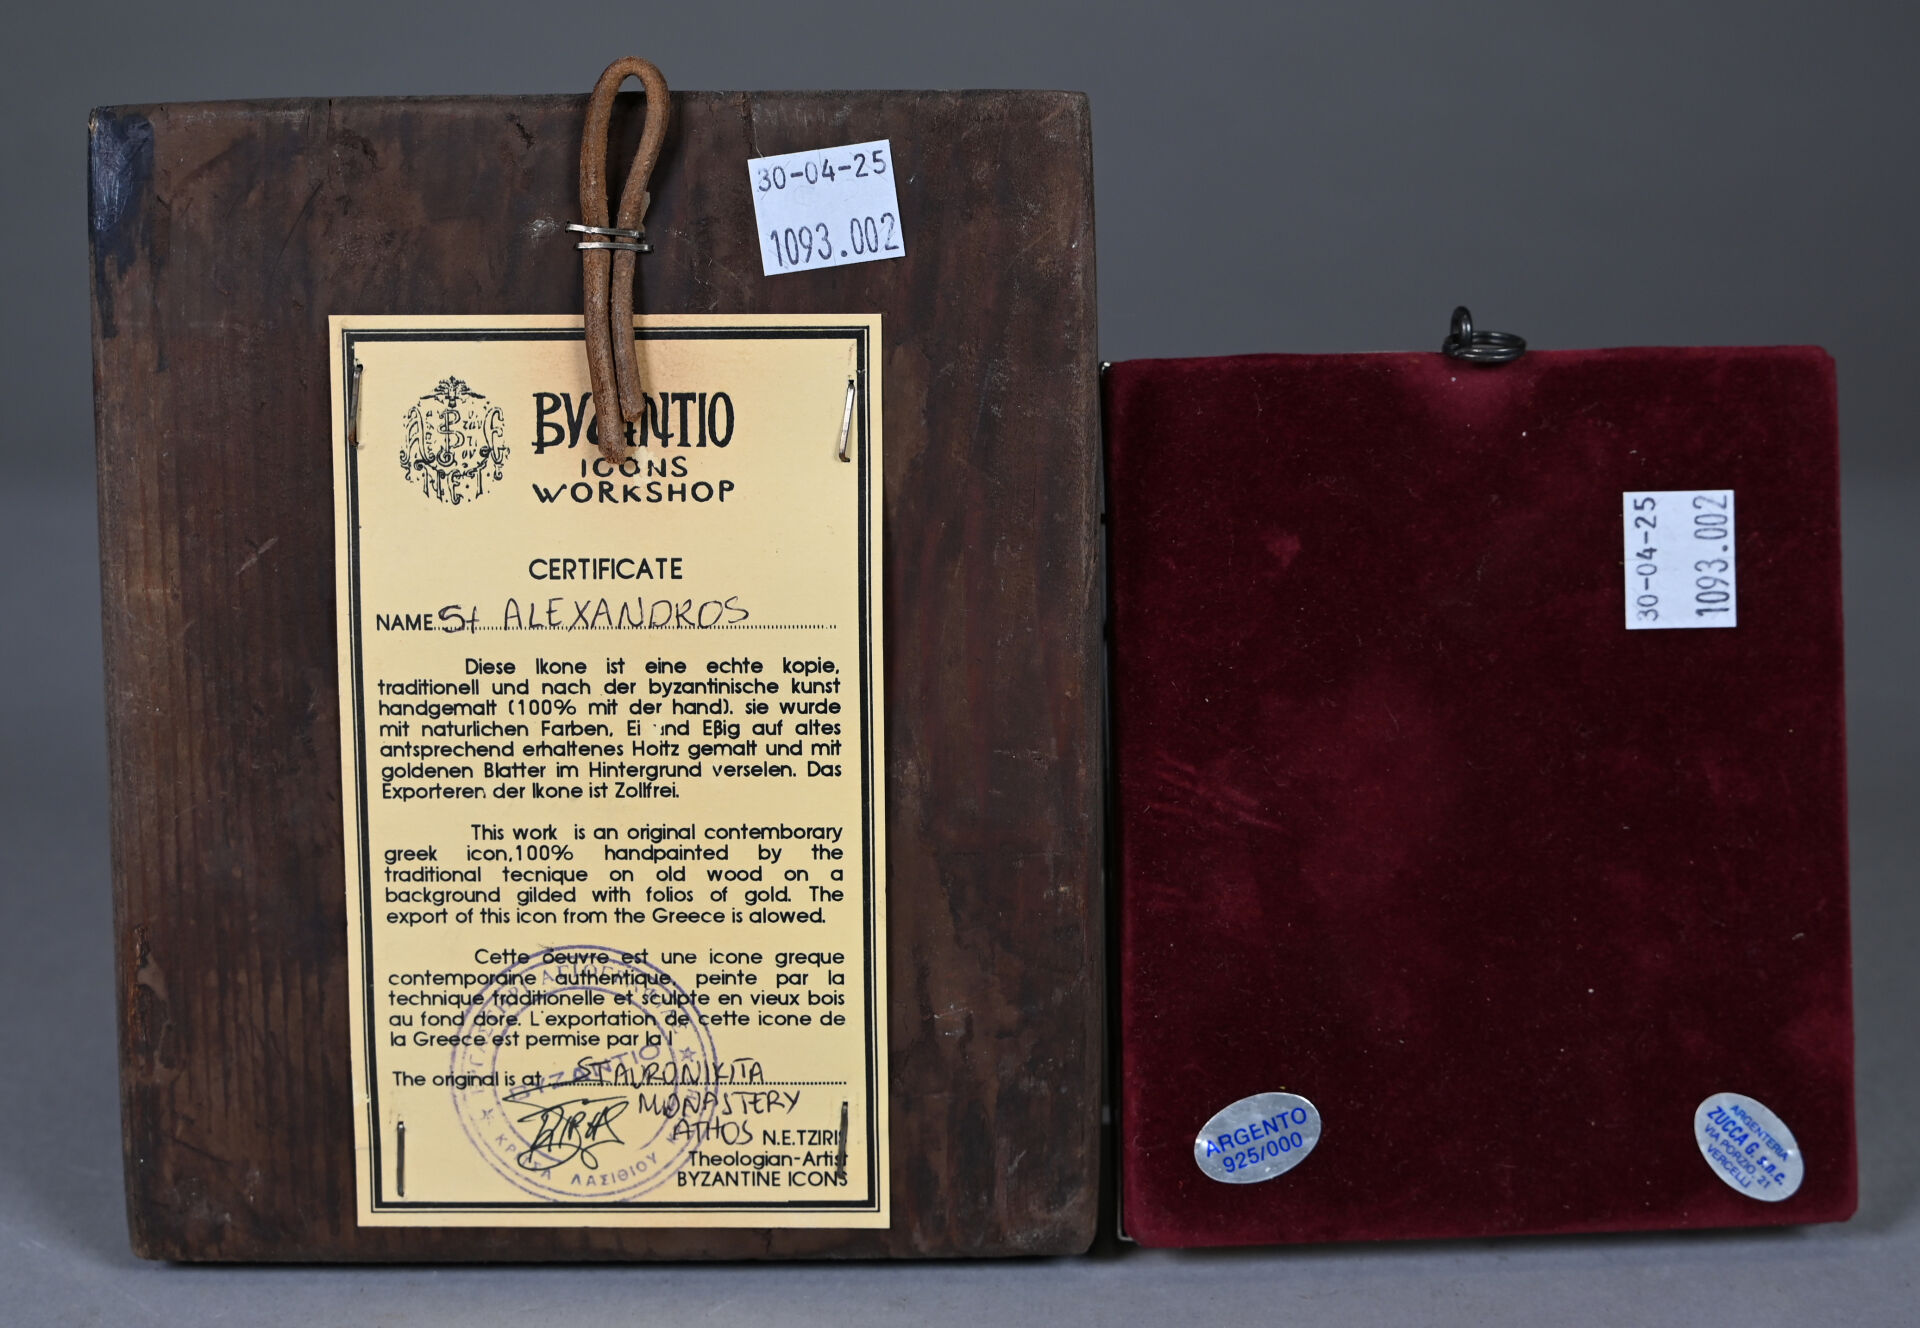 30-04-25
1093.002
BYZANTIO
ICONS
WORKSHOP
CERTIFICATE
NAME St ALEXANDROS
Diese Ikone ist eine echte kopie,
traditionell und nach der byzantinische kunst
handgemalt (100% mit der hand). sie wurde
mit naturlichen Farben, Ei und Eβig auf altes
antsprechend erhaltenes Holtz gemalt und mit
goldenen Blatter im Hintergrund verselen. Das
Exporteren der Ikone ist Zollfrei.
This work is an original contemborary
greek icon,100% handpainted by the
traditional tecnique on old wood on a
background gilded with folios of gold. The
export of this icon from the Greece is alowed.
Cette oeuvre est une icone greque
contemporaine authentique, peinte par la
technique traditionelle et sculpte en vieux bois
au fond dore. L'exportation de cette icone de
la Greece est permise par la
The original is at STAURONIKITA
MONASTERY
ATHOS N.E.TZIRIS
Theologian-Artist
BYZANTINE ICONS
ΒΥΖΑΝΤΙΟ
ΚΡΙΤΣΑ ΛΑΣΙΘΙΟΥ
30-04-25
1093.002
ARGENTO
925/000
ARGENTERIA
ZUCCA G. s.n.c.
VIA PORZIO, 21
VERCELLI